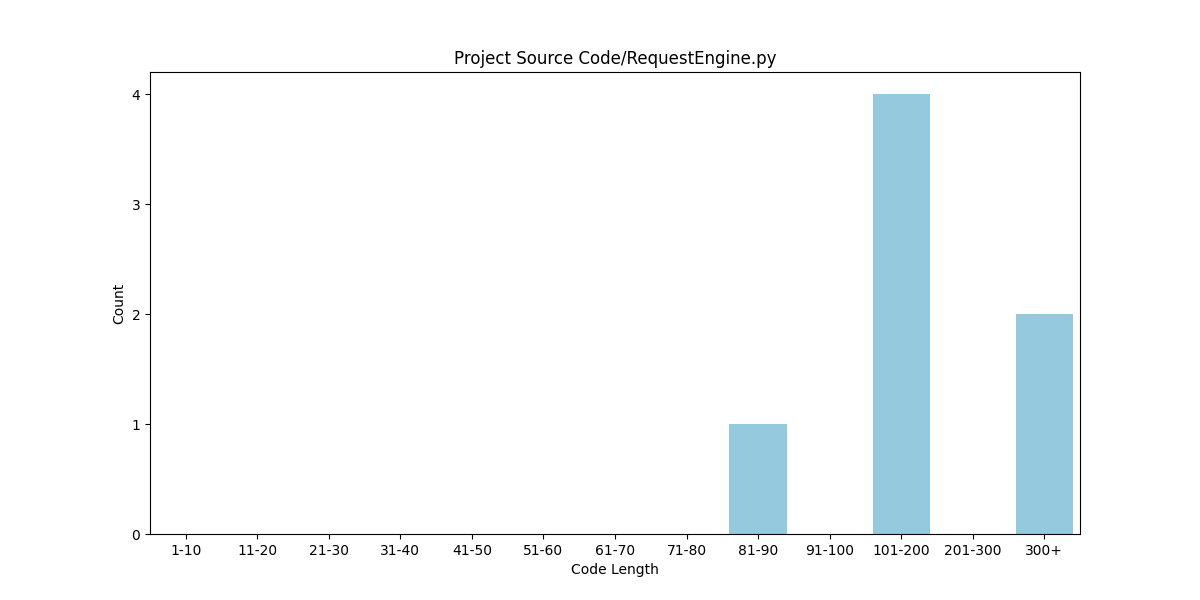 Project Source Code/RequestEngine.py
4
3
2
1
0
Count
1-10 11-20 21-30 31-40 41-50 51-60 61-70 71-80 81-90 91-100 101-200 201-300 300+
Code Length